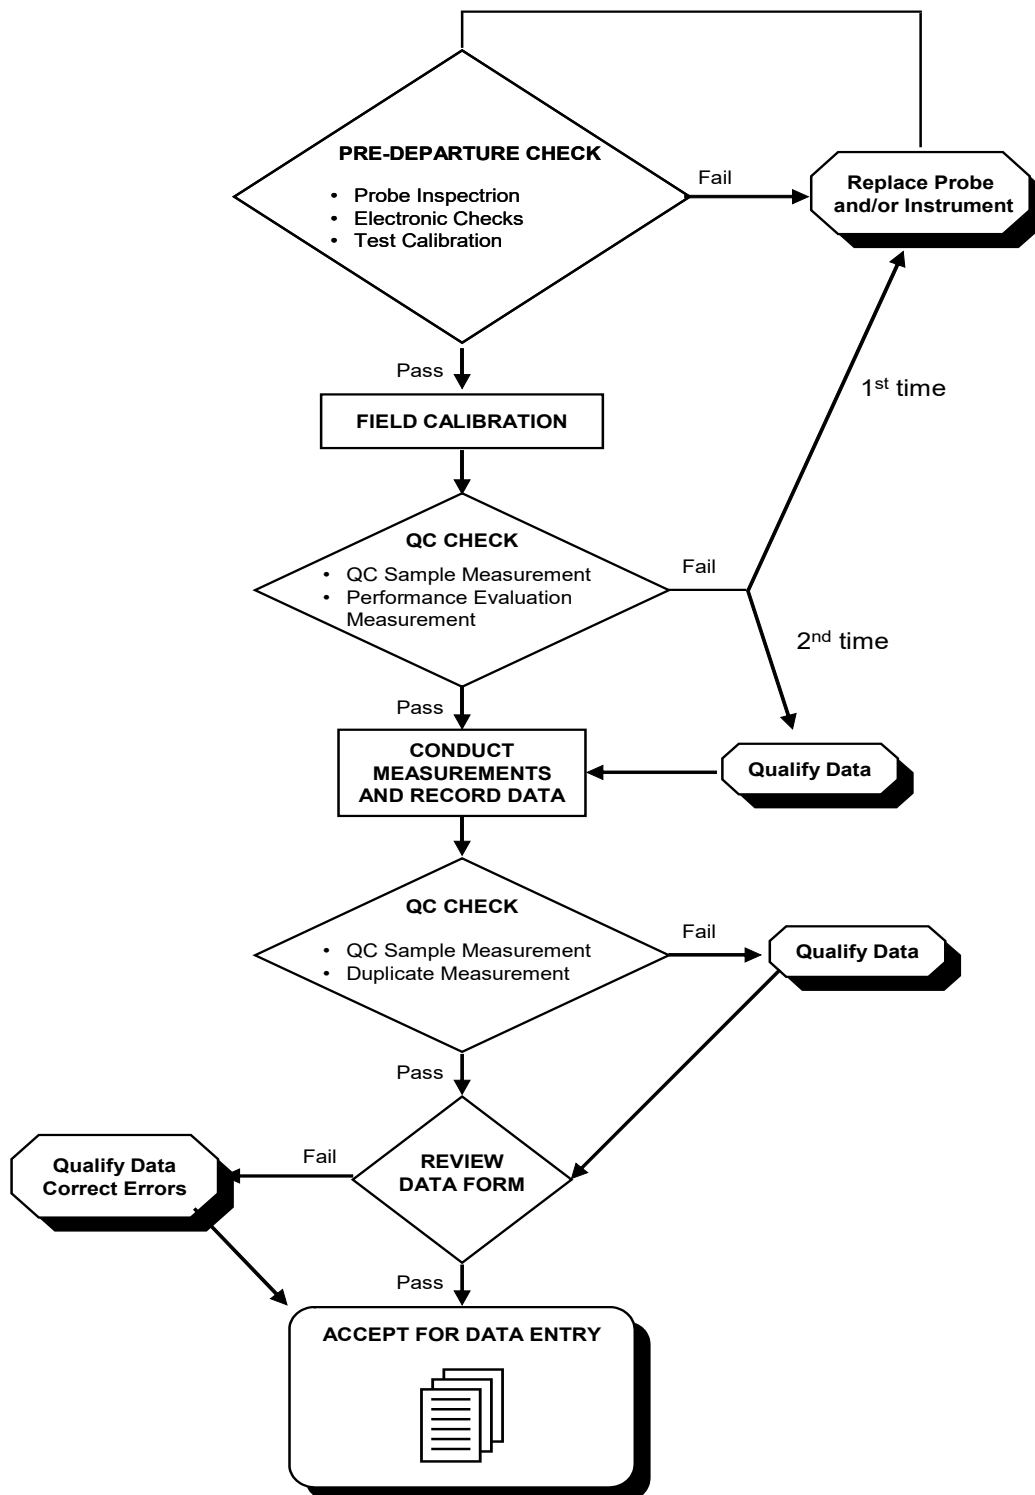 PRE-DEPARTURE CHECK
• Probe Inspectrion
• Electronic Checks
• Test Calibration
Fail
Replace Probe
and/or Instrument
Pass
1st time
FIELD CALIBRATION
QC CHECK
• QC Sample Measurement
• Performance Evaluation
Measurement
Fail
2nd time
Pass
CONDUCT
MEASUREMENTS
AND RECORD DATA
Qualify Data
QC CHECK
• QC Sample Measurement
• Duplicate Measurement
Fail
Qualify Data
Pass
REVIEW
DATA FORM
Fail
Qualify Data
Correct Errors
Pass
ACCEPT FOR DATA ENTRY